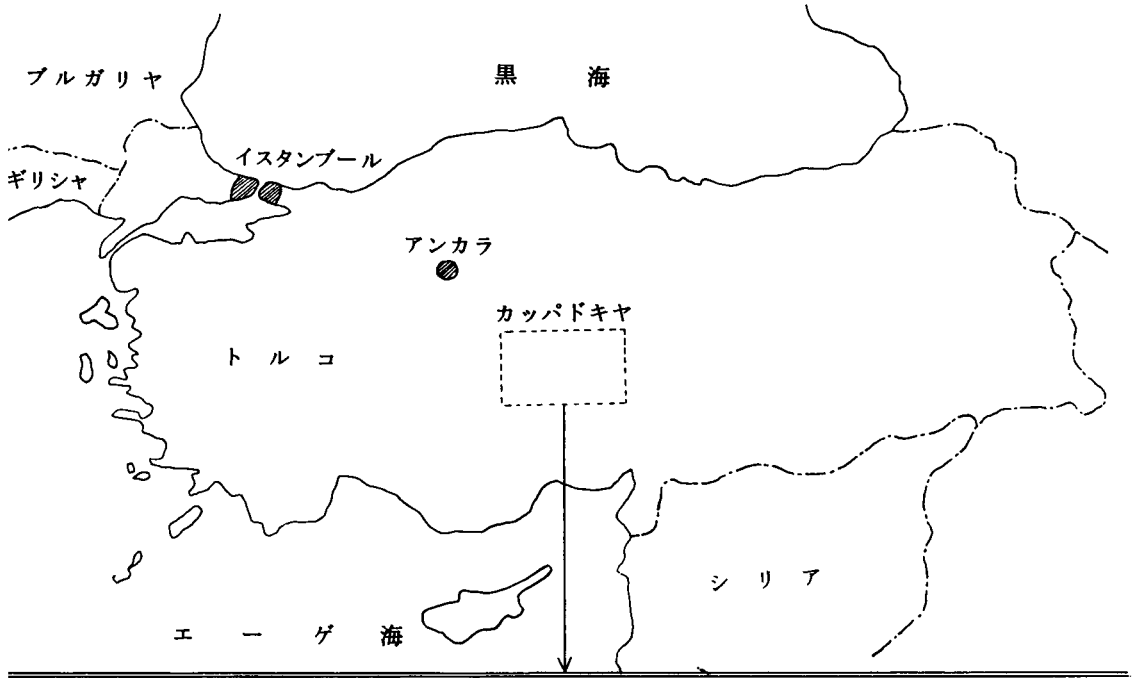 ブルガリヤ
黒海
イスタンブール
ギリシャ
アンカラ
カッパドキヤ
トルコ
シリア
エーゲ海